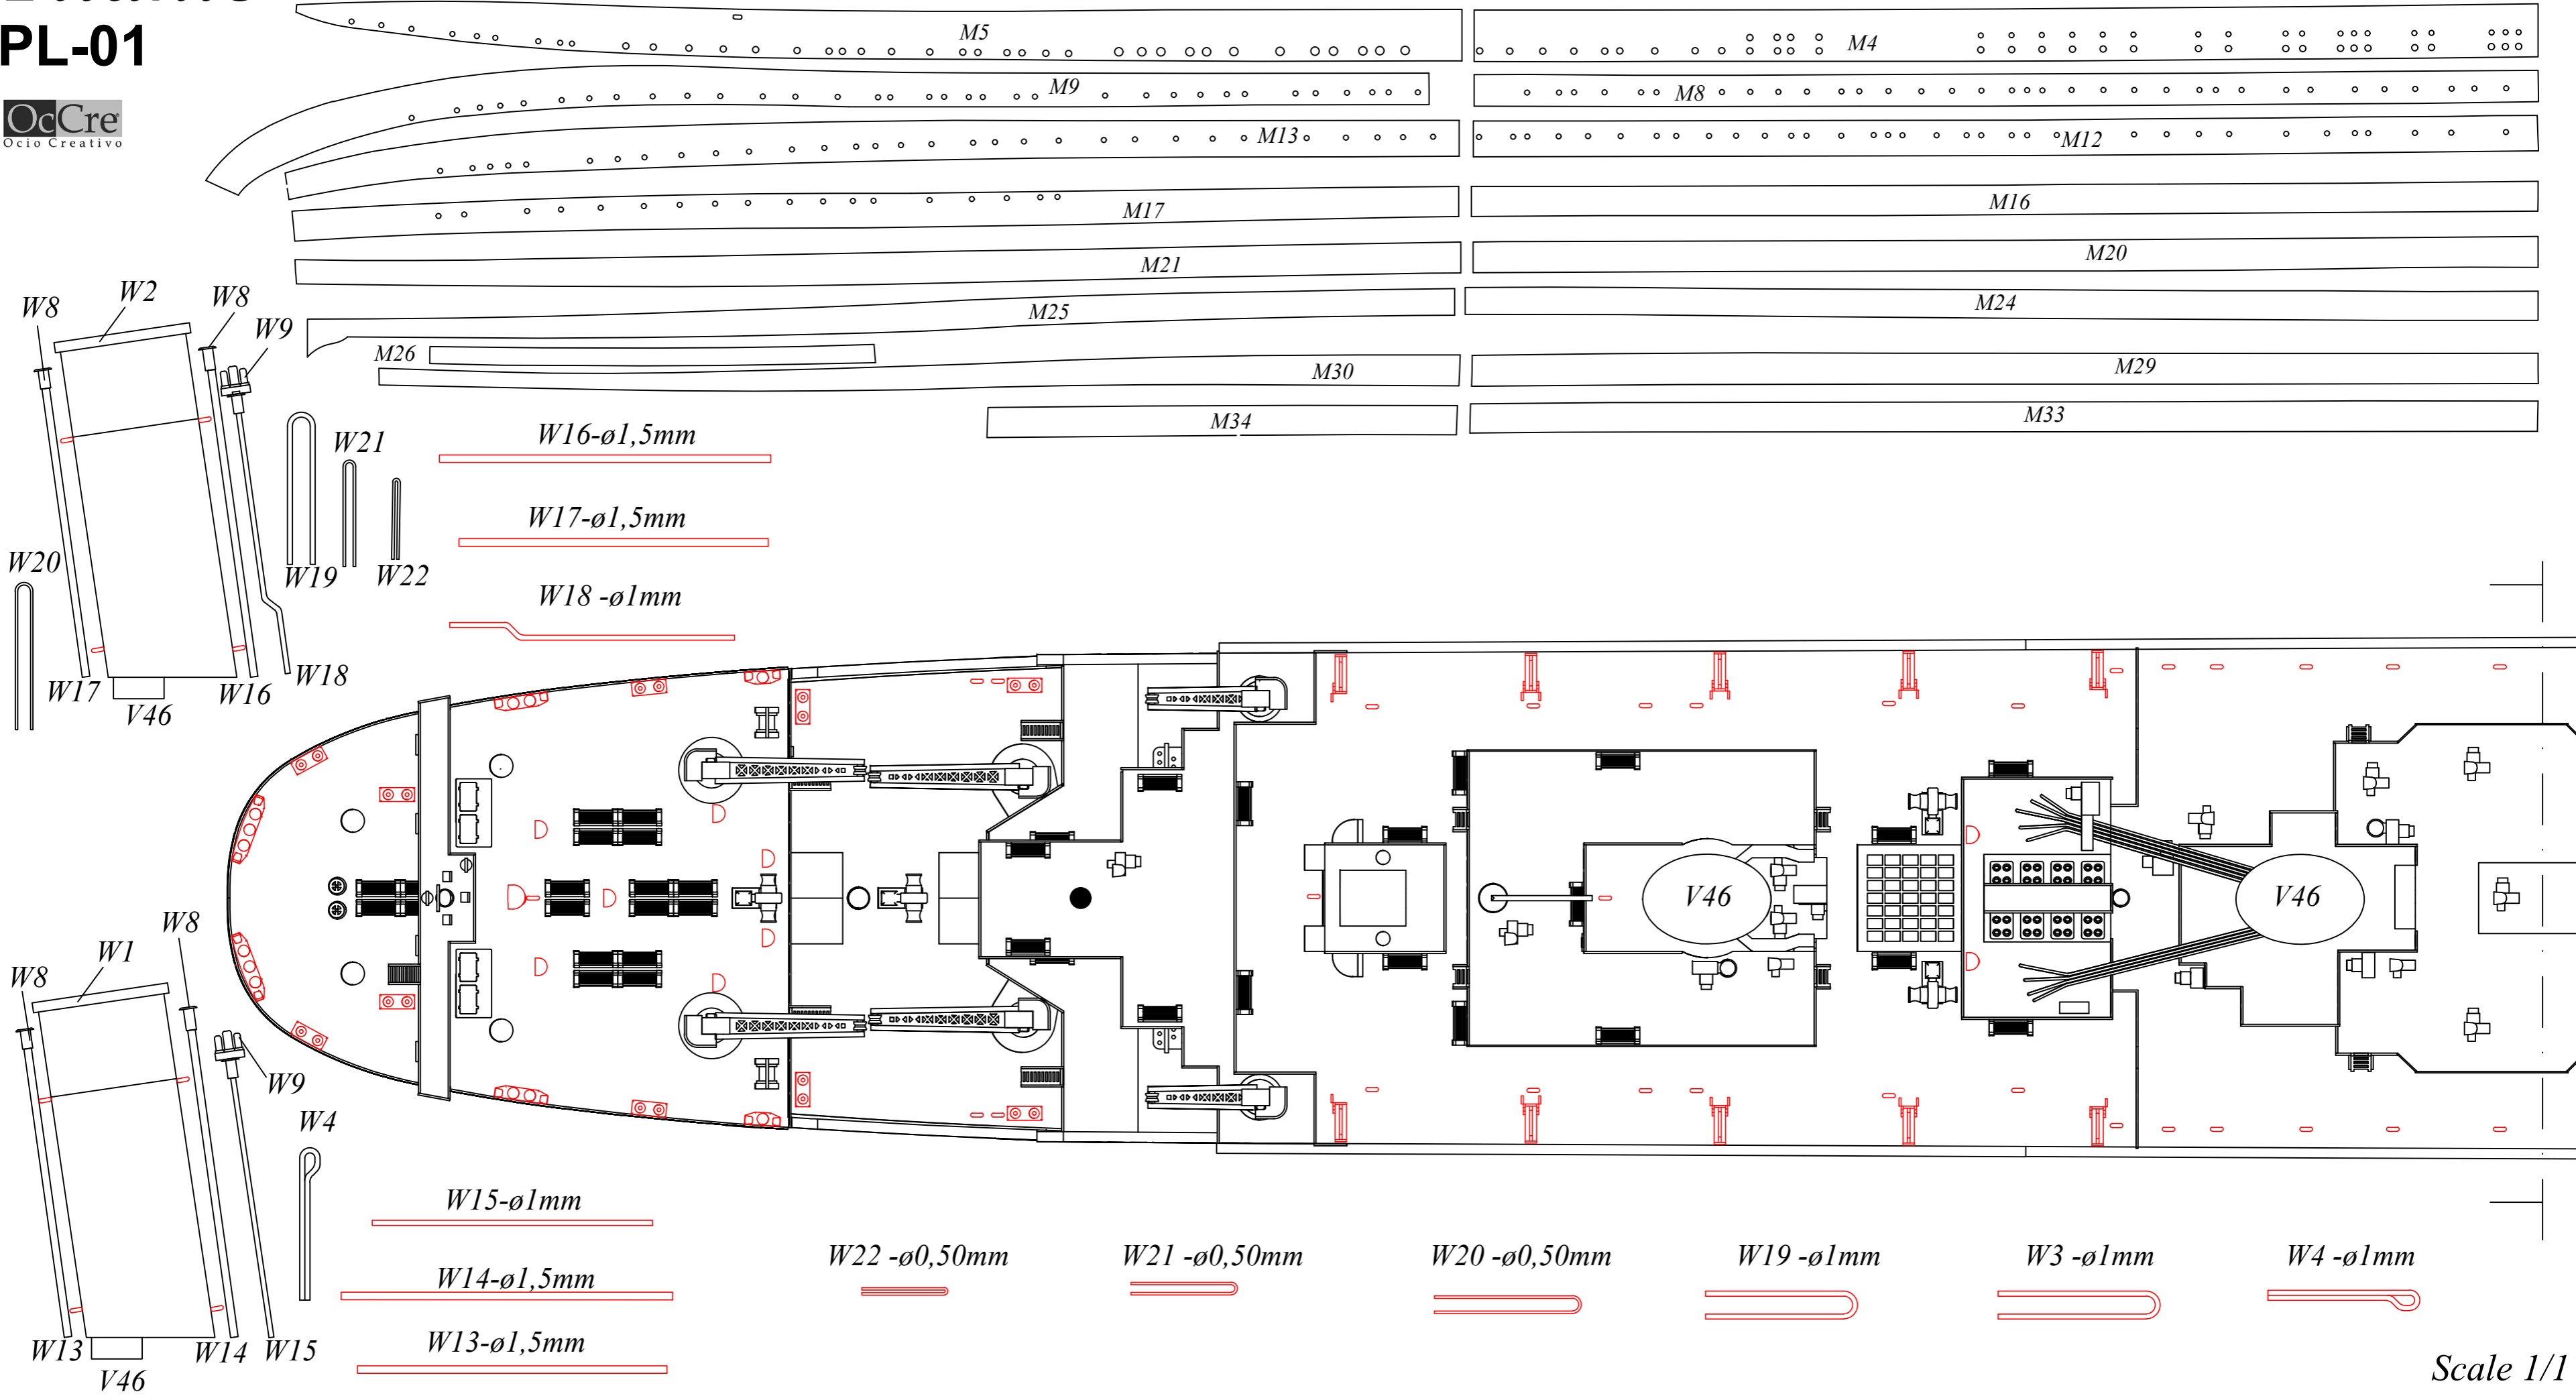 PL-01
OcCre
Ocio Creativo
M5
M4
M9
M8
M13
M12
M17
M16
M21
M20
M25
M24
M26
M30
M29
M34
M33
W8
W2
W8
W9
W21
W16-ø1,5mm
W17-ø1,5mm
W20
W19
W22
W18 -ø1mm
W17
W16
W18
V46
V46
V46
W8
W1
W8
W9
W4
W15-ø1mm
W22 -ø0,50mm
W21 -ø0,50mm
W20 -ø0,50mm
W19 -ø1mm
W3 -ø1mm
W4 -ø1mm
W14-ø1,5mm
W13-ø1,5mm
W13
W14
W15
V46
Scale 1/1